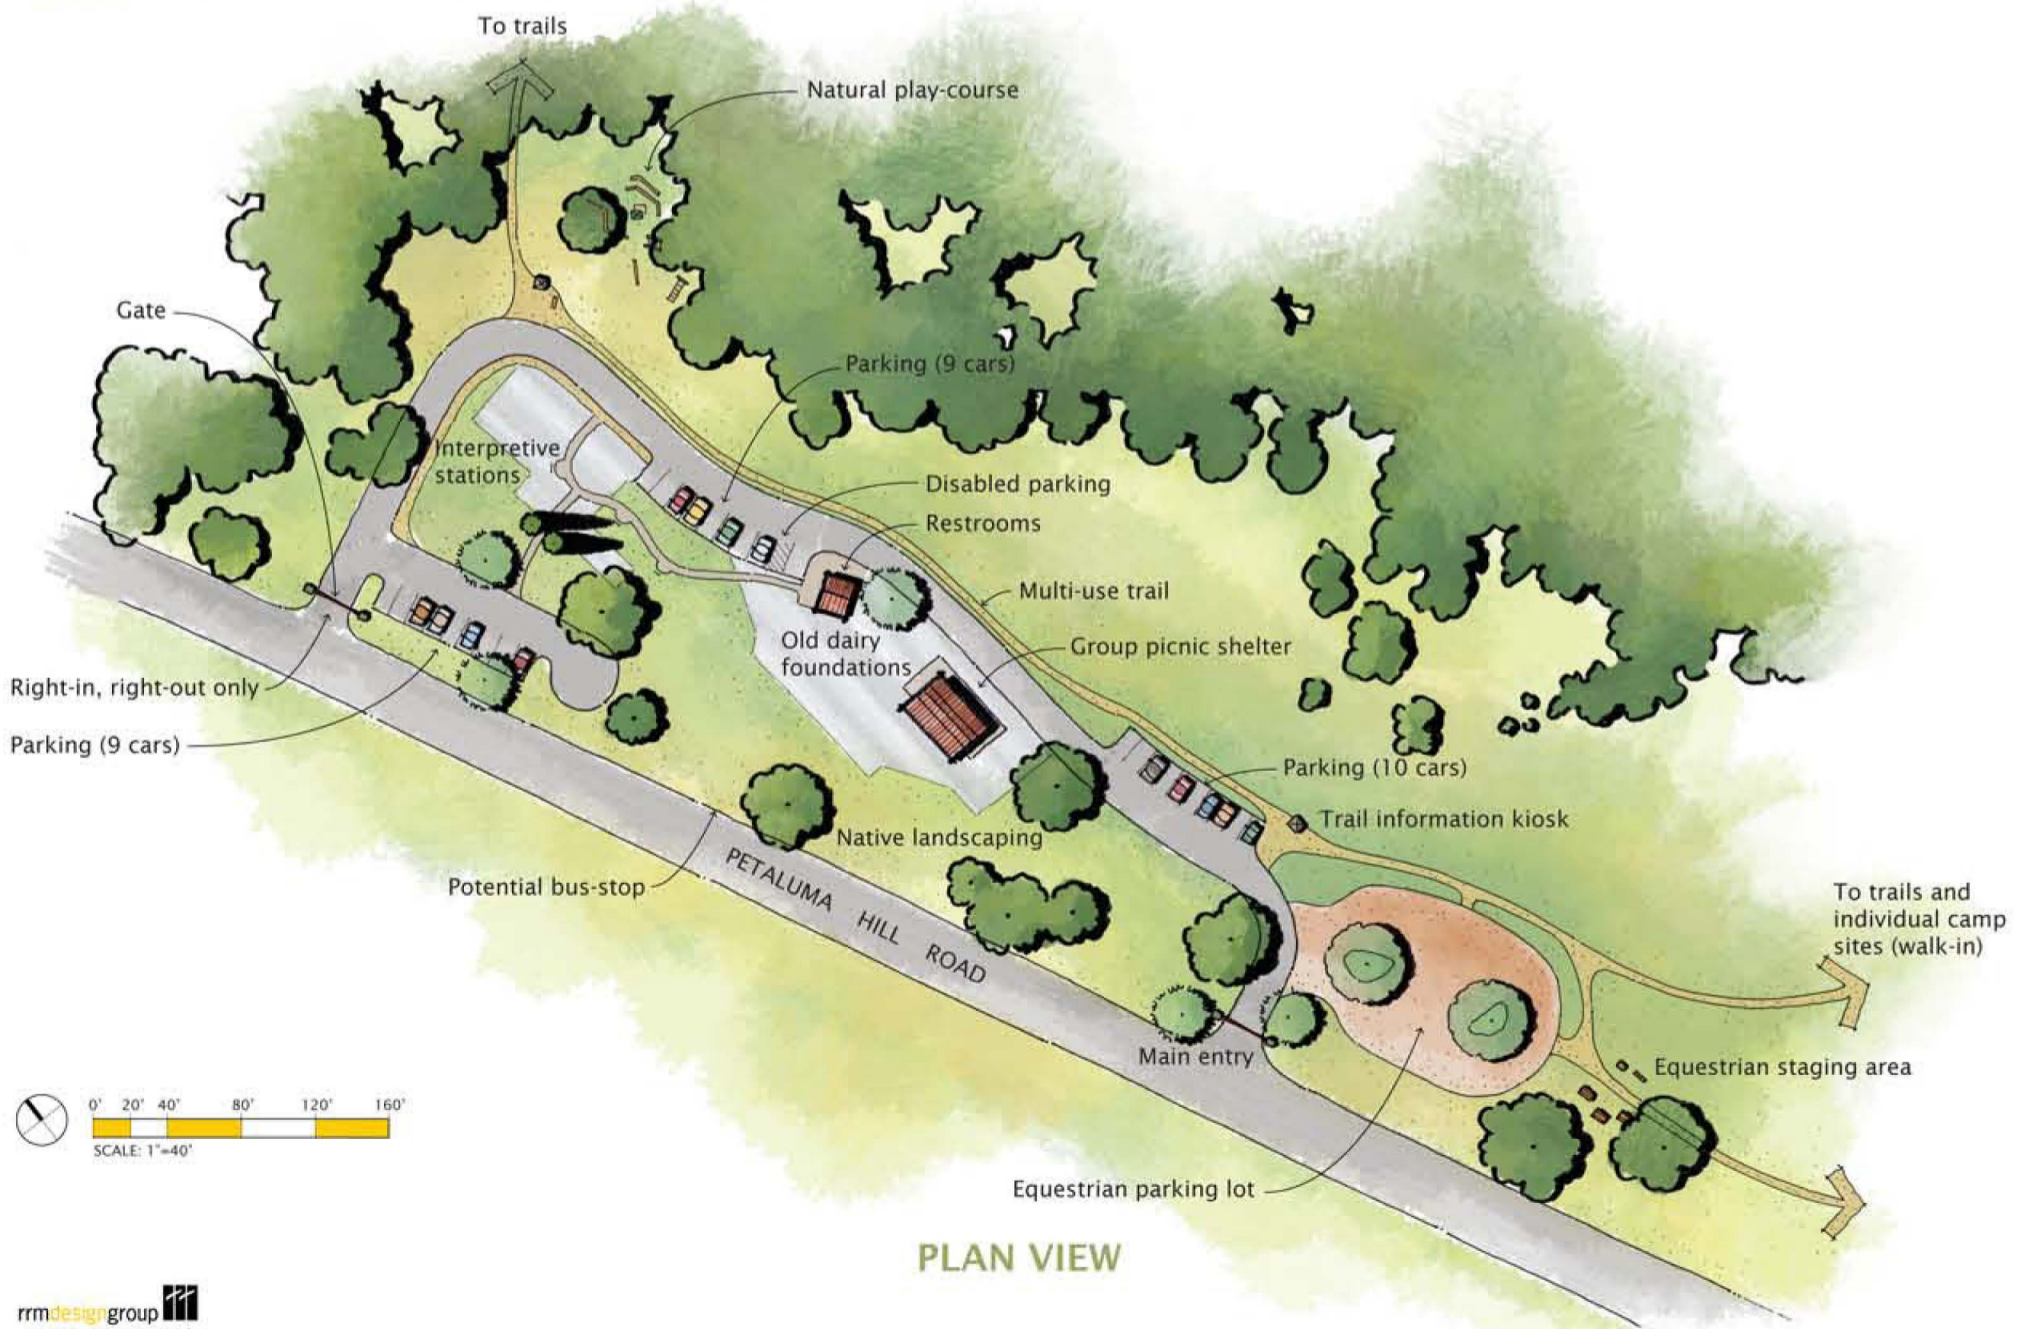 To trails
Natural play-course
Gate
Parking (9 cars)
Interpretive
stations
Disabled parking
Restrooms
Multi-use trail
Old dairy
foundations
Group picnic shelter
Right-in, right-out only
Parking (9 cars)
Parking (10 cars)
Trail information kiosk
Native landscaping
Potential bus-stop
PETALUMA HILL ROAD
To trails and
individual camp
sites (walk-in)
Main entry
Equestrian staging area
0' 20' 40' 80' 120' 160'
SCALE: 1"=40'
Equestrian parking lot
PLAN VIEW
rrmdesigngroup